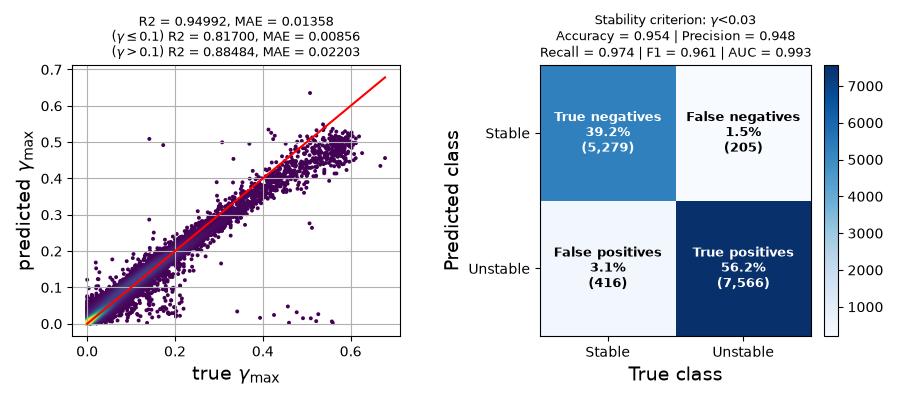 R2 = 0.94992, MAE = 0.01358
(γ ≤ 0.1) R2 = 0.81700, MAE = 0.00856
(γ > 0.1) R2 = 0.88484, MAE = 0.02203
0.7
0.6
0.5
0.4
0.3
0.2
0.1
0.0
predicted γmax
0.0 0.2 0.4 0.6
true γmax
Stability criterion: γ<0.03
Accuracy = 0.954 | Precision = 0.948
Recall = 0.974 | F1 = 0.961 | AUC = 0.993
Predicted class
Stable
Unstable
True negatives
39.2%
(5,279)
False negatives
1.5%
(205)
False positives
3.1%
(416)
True positives
56.2%
(7,566)
Stable Unstable
True class
7000
6000
5000
4000
3000
2000
1000